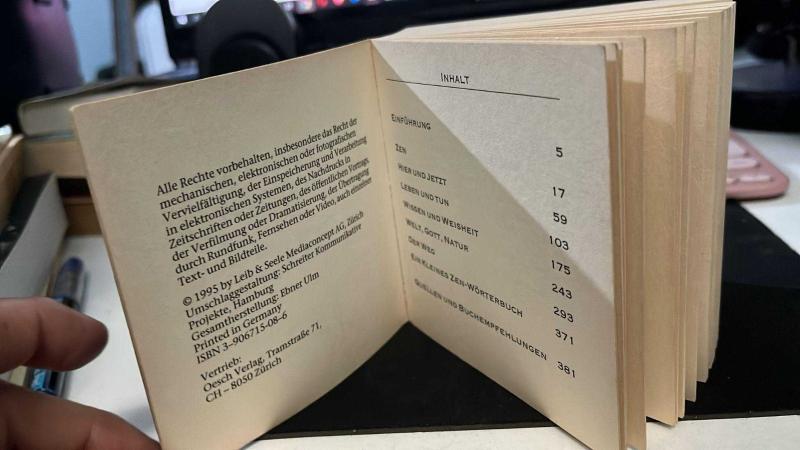 Alle Rechte vorbehalten, insbesondere das Recht der
mechanischen, elektronischen oder fotografischen
Vervielfältigung, der Einspeicherung und Verarbeitung
in elektronischen Systemen, des Nachdrucks in
Zeitschriften oder Zeitungen, des öffentlichen Vortrags,
der Verfilmung oder Dramatisierung, der Übertragung
durch Rundfunk, Fernsehen oder Video, auch einzelner
Text- und Bildteile.
© 1995 by Leib & Seele Mediaconcept AG, Zürich
Umschlaggestaltung: Schreiter Kommunikative
Projekte, Hamburg
Gesamtherstellung: Ebner Ulm
Printed in Germany
ISBN 3-906715-08-6
Vertrieb:
Oesch Verlag, Tramstraße 71,
CH – 8050 Zürich
INHALT
EINFÜHRUNG 5
ZEN 17
HIER UND JETZT 59
LEBEN UND TUN 103
WISSEN UND WEISHEIT 175
WELT, GOTT, NATUR 243
DER WEG 293
EIN KLEINES ZEN-WÖRTERBUCH 371
QUELLEN UND BUCHEMPFEHLUNGEN 381